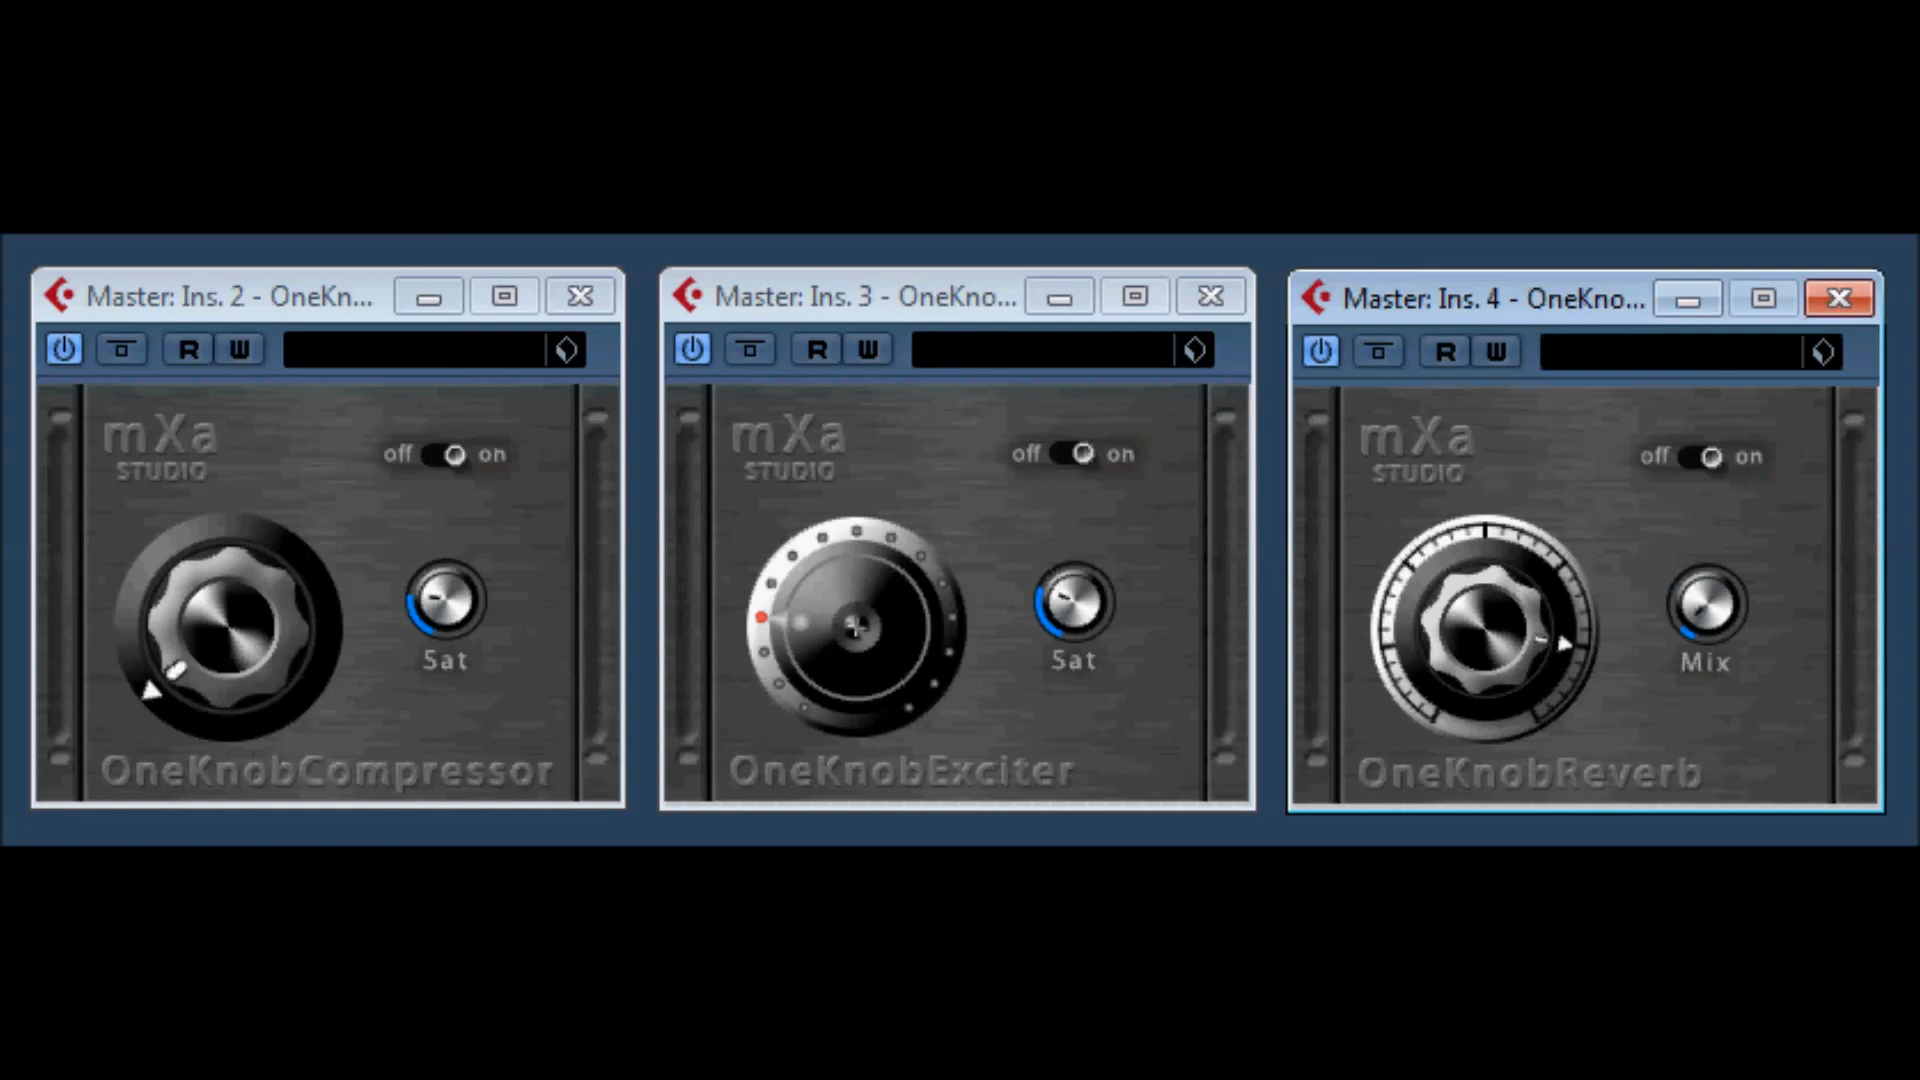 Master: Ins. 2 - OneKn...
R W
mXa
STUDIO
off on
Sat
OneKnobCompressor
Master: Ins. 3 - OneKno...
R W
mXa
STUDIO
off on
Sat
OneKnobExciter
Master: Ins. 4 - OneKno...
R W
mXa
STUDIO
off on
Mix
OneKnobReverb